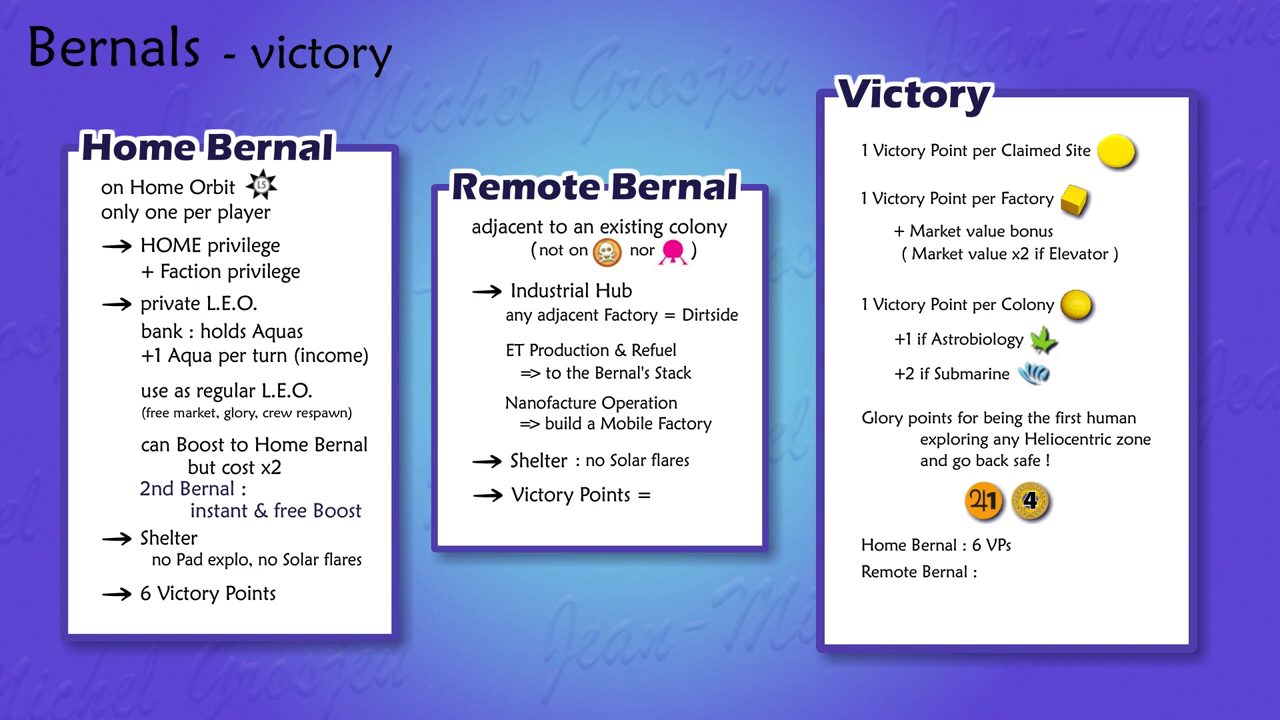 Bernals - victory
Home Bernal
on Home Orbit LS
only one per player
→ HOME privilege
+ Faction privilege
→ private L.E.O.
bank : holds Aquas
+1 Aqua per turn (income)
use as regular L.E.O.
(free market, glory, crew respawn)
can Boost to Home Bernal
but cost x2
2nd Bernal :
instant & free Boost
→ Shelter
no Pad explo, no Solar flares
→ 6 Victory Points
Remote Bernal
adjacent to an existing colony
( not on nor )
→ Industrial Hub
any adjacent Factory = Dirtside
ET Production & Refuel
=> to the Bernal's Stack
Nanofacture Operation
=> build a Mobile Factory
→ Shelter : no Solar flares
→ Victory Points =
Victory
1 Victory Point per Claimed Site
1 Victory Point per Factory
+ Market value bonus
( Market value x2 if Elevator )
1 Victory Point per Colony
+1 if Astrobiology
+2 if Submarine
Glory points for being the first human
exploring any Heliocentric zone
and go back safe !
♃1 4
Home Bernal : 6 VPs
Remote Bernal :
Jean-Michel Grosjeu